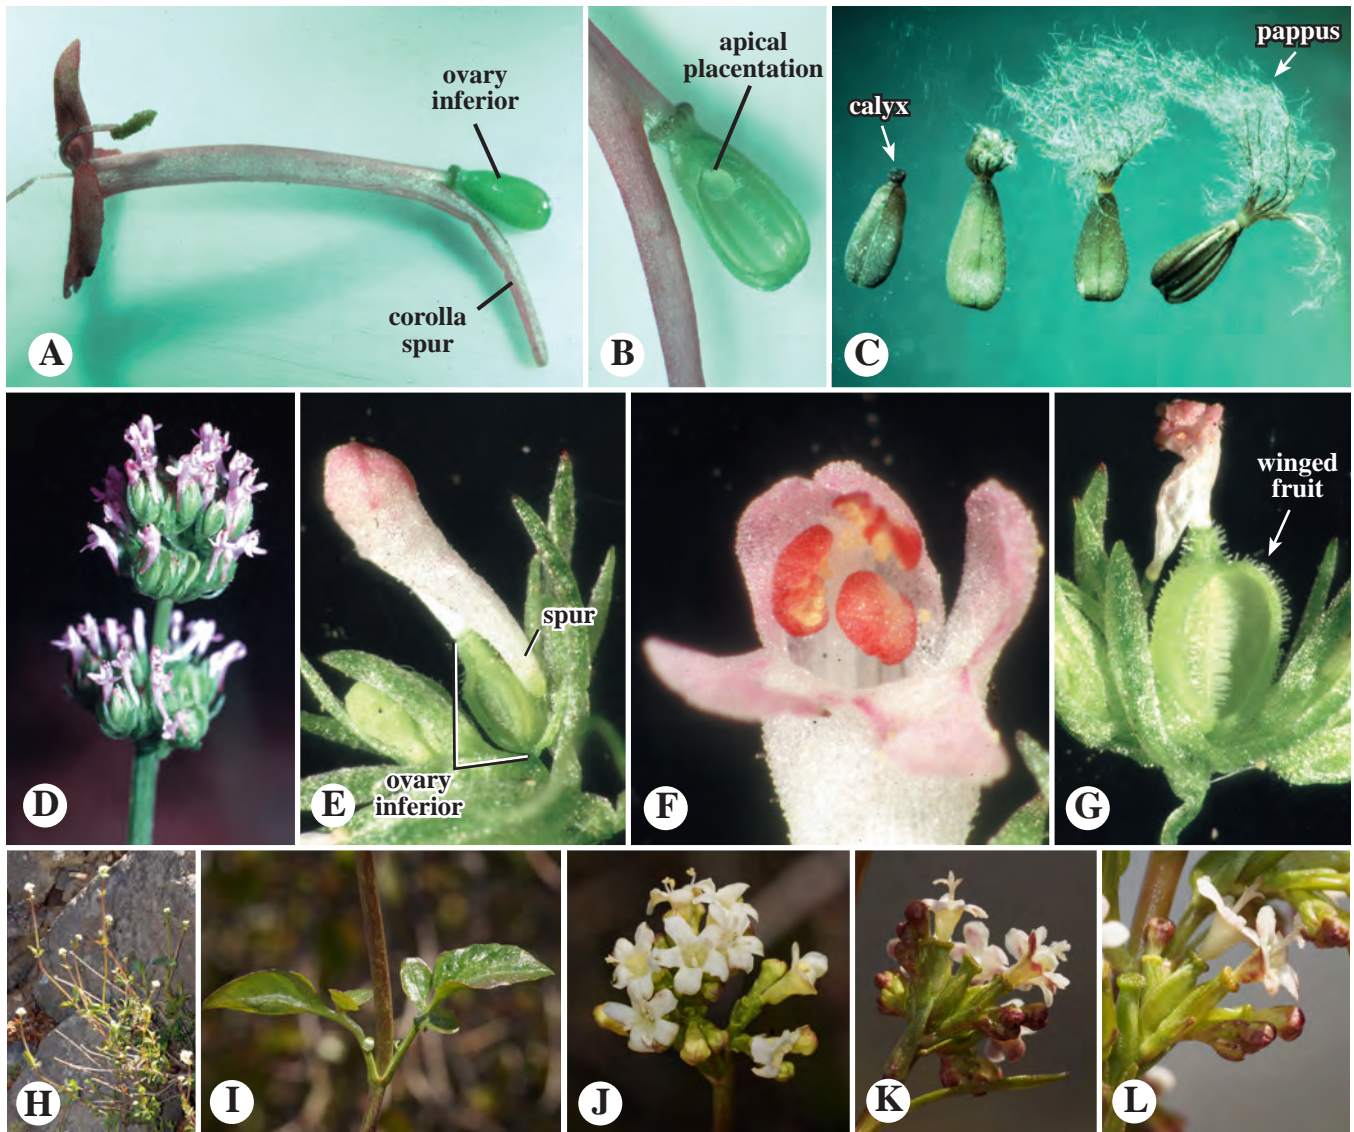 ovary
inferior
corolla
spur
A
apical
placentation
B
calyx
pappus
C
D
spur
ovary
inferior
E
F
winged
fruit
G
H
I
J
K
L